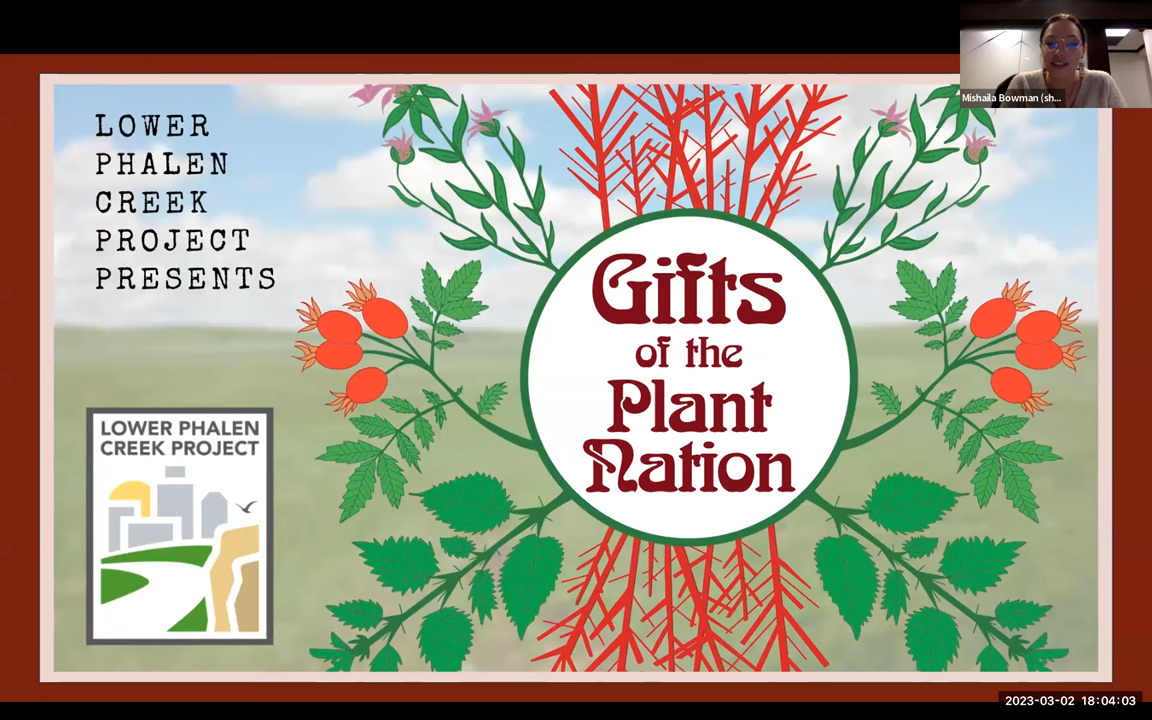 LOWER
PHALEN
CREEK
PROJECT
PRESENTS
Gifts
of the
Plant
Nation
LOWER PHALEN
CREEK PROJECT
Mishaila Bowman (sh...
2023-03-02 18:04:03